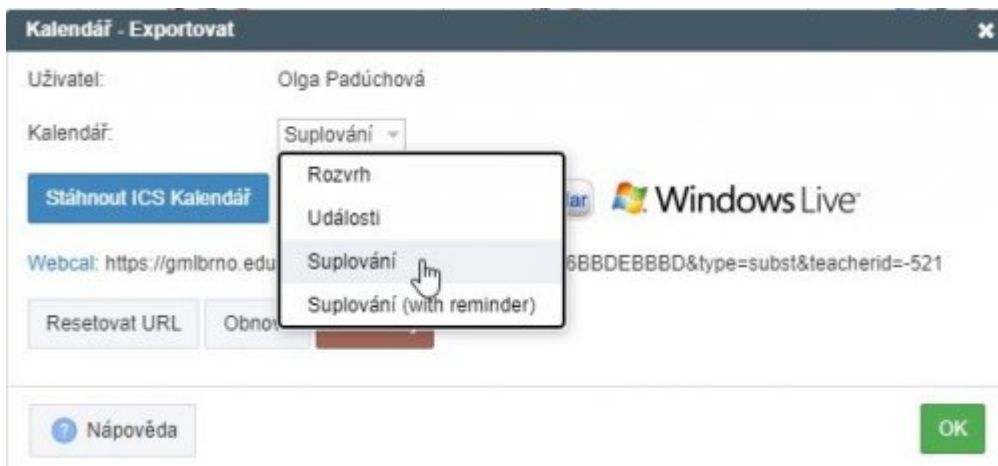 Kalendář - Exportovat
Uživatel: Olga Padúchová
Kalendář: Suplování
Rozvrh
Události
Suplování
Suplování (with reminder)
Stáhnout ICS Kalendář
Windows Live
Webcal: https://gmlbrno.edu 6BBDEBBBD&type=subst&teacherid=-521
Resetovat URL
Nápověda
OK